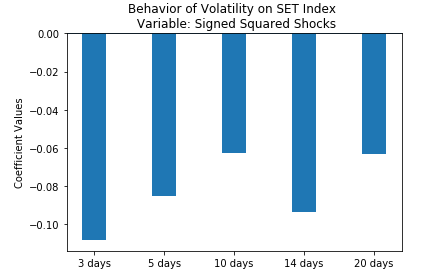 Behavior of Volatility on SET Index
Variable: Signed Squared Shocks
0.00
−0.02
−0.04
−0.06
−0.08
−0.10
Coefficient Values
3 days
5 days
10 days
14 days
20 days